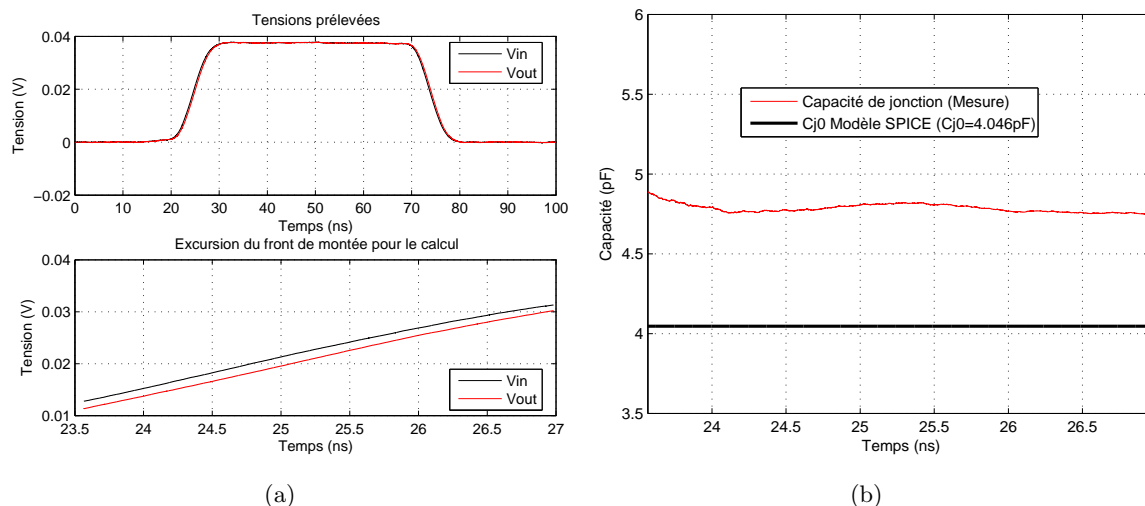 Tensions prélevées
0.04
0.02
0
−0.02
Tension (V)
Vin
Vout
0 10 20 30 40 50 60 70 80 90 100
Temps (ns)
Excursion du front de montée pour le calcul
0.04
0.03
0.02
0.01
Tension (V)
Vin
Vout
23.5 24 24.5 25 25.5 26 26.5 27
Temps (ns)
(a)
6
5.5
5
4.5
4
3.5
Capacité (pF)
Capacité de jonction (Mesure)
Cj0 Modèle SPICE (Cj0=4.046pF)
24 24.5 25 25.5 26 26.5
Temps (ns)
(b)